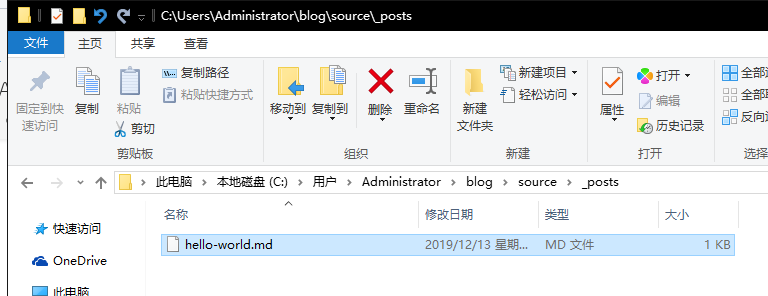 C:\Users\Administrator\blog\source\_posts
文件 主页 共享 查看
固定到快速访问
复制
粘贴
复制路径
粘贴快捷方式
剪切
剪贴板
移动到
复制到
删除
重命名
组织
新建文件夹
新建项目
轻松访问
新建
属性
打开
编辑
历史记录
打开
全部
全部
反向
选择
此电脑 本地磁盘 (C:) 用户 Administrator blog source _posts
名称 修改日期 类型 大小
快速访问
hello-world.md 2019/12/13 星期... MD 文件 1 KB
OneDrive
此电脑